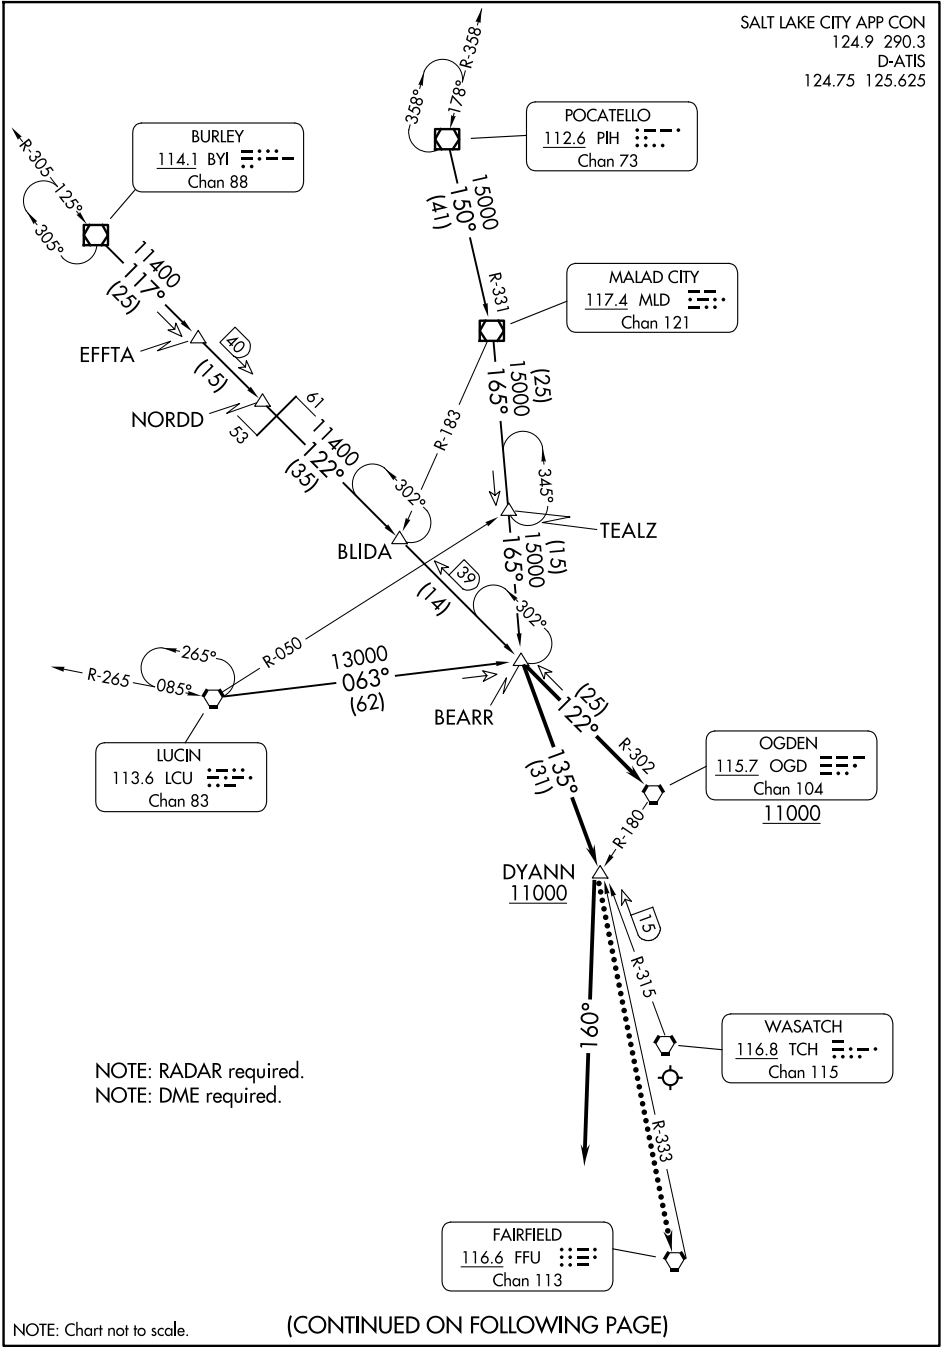 SALT LAKE CITY APP CON
124.9 290.3
D-ATIS
124.75 125.625
R-358
358°
178°
POCATELLO
112.6 PIH
Chan 73
BURLEY
114.1 BYI
Chan 88
R-305
125°
305°
15000
150°
(41)
R-331
11400
117°
(25)
MALAD CITY
117.4 MLD
Chan 121
EFFTA
40
(15)
NORDD
53
61
11400
122°
(35)
(25)
15000
165°
R-183
302°
345°
TEALZ
BLIDA
(15)
15000
165°
39
(14)
302°
R-050
265°
R-265
085°
13000
063°
(62)
BEARR
LUCIN
113.6 LCU
Chan 83
(25)
122°
R-302
135°
(31)
OGDEN
115.7 OGD
Chan 104
11000
R-180
DYANN
11000
15
R-315
160°
WASATCH
116.8 TCH
Chan 115
NOTE: RADAR required.
NOTE: DME required.
R-333
FAIRFIELD
116.6 FFU
Chan 113
NOTE: Chart not to scale.
(CONTINUED ON FOLLOWING PAGE)